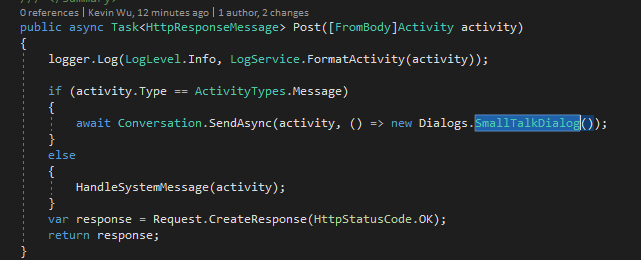 /// </summary>
0 references | Kevin Wu, 12 minutes ago | 1 author, 2 changes
public async Task<HttpResponseMessage> Post([FromBody]Activity activity)
{
logger.Log(LogLevel.Info, LogService.FormatActivity(activity));
if (activity.Type == ActivityTypes.Message)
{
await Conversation.SendAsync(activity, () => new Dialogs.SmallTalkDialog());
}
else
{
HandleSystemMessage(activity);
}
var response = Request.CreateResponse(HttpStatusCode.OK);
return response;
}